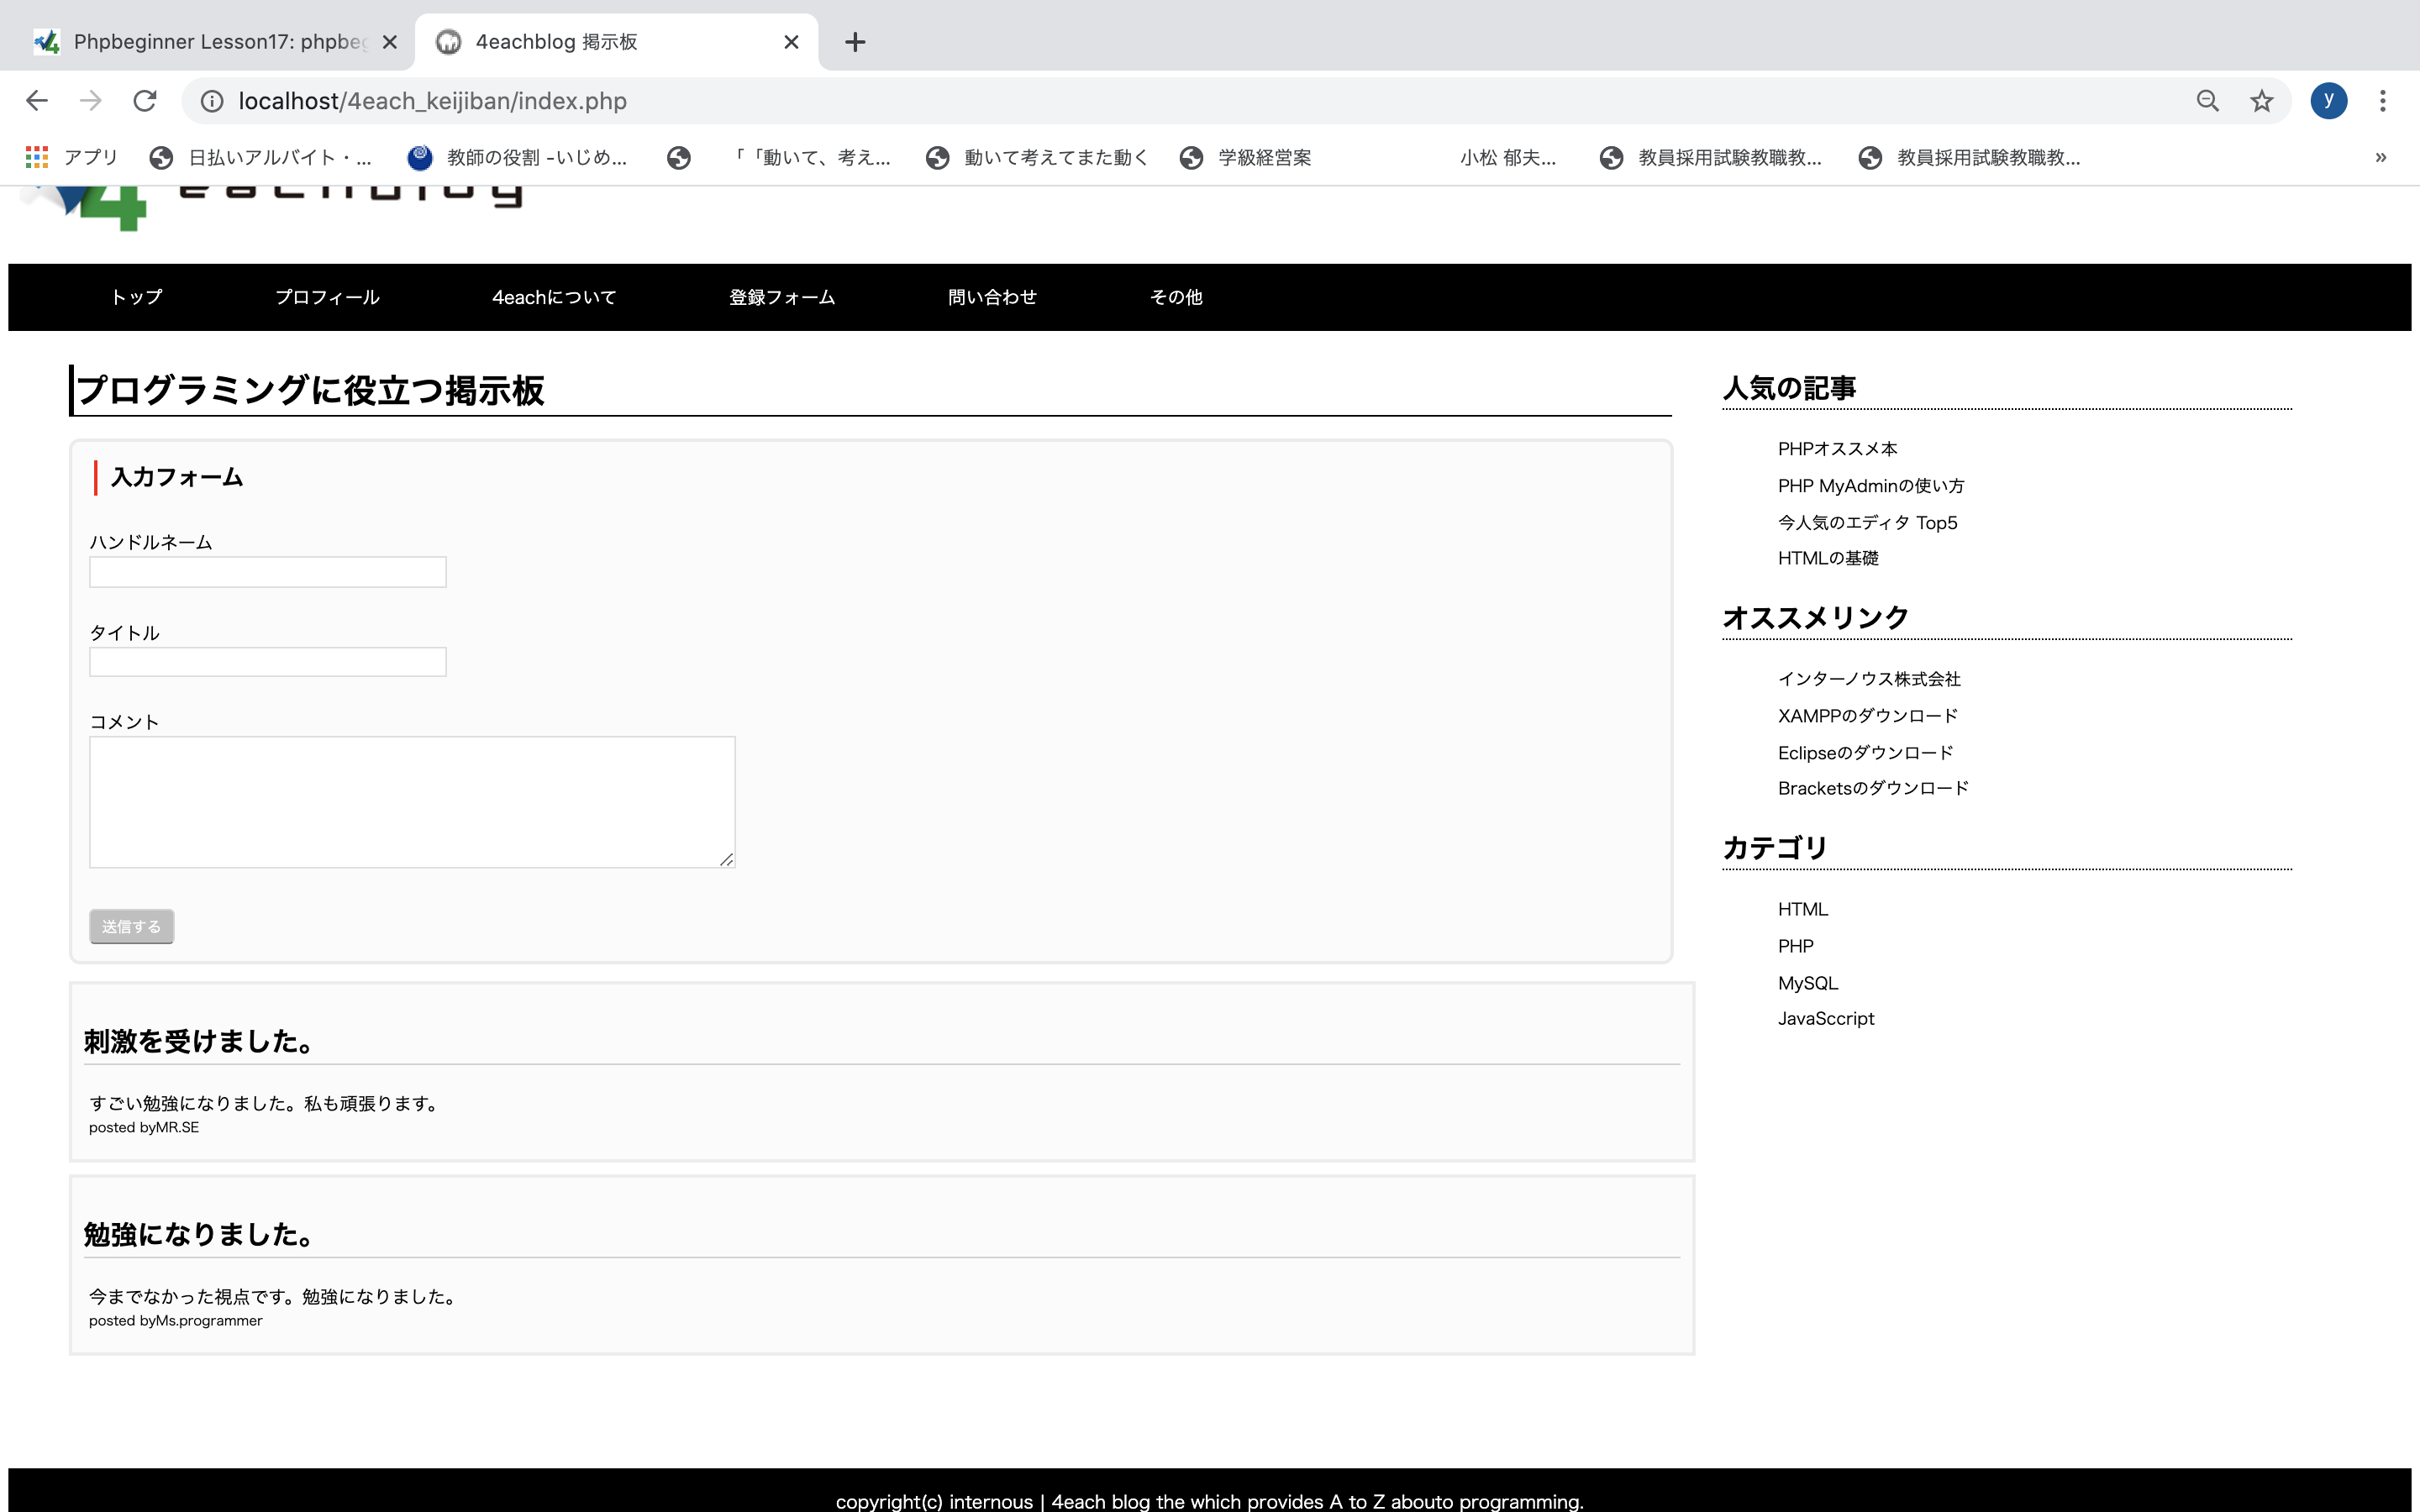 Phpbeginner Lesson17: phpbeg
4eachblog 掲示板
localhost/4each_keijiban/index.php
y
アプリ
日払いアルバイト・...
教師の役割 -いじめ...
「「動いて、考え...
動いて考えてまた動く
学級経営案
小松 郁夫...
教員採用試験教職教...
教員採用試験教職教...
»
4 eachblog
トップ
プロフィール
4eachについて
登録フォーム
問い合わせ
その他
プログラミングに役立つ掲示板
入力フォーム
ハンドルネーム
タイトル
コメント
送信する
刺激を受けました。
すごい勉強になりました。私も頑張ります。
posted byMR.SE
勉強になりました。
今までなかった視点です。勉強になりました。
posted byMs.programmer
人気の記事
PHPオススメ本
PHP MyAdminの使い方
今人気のエディタ Top5
HTMLの基礎
オススメリンク
インターノウス株式会社
XAMPPのダウンロード
Eclipseのダウンロード
Bracketsのダウンロード
カテゴリ
HTML
PHP
MySQL
JavaSccript
copyright(c) internous | 4each blog the which provides A to Z abouto programming.